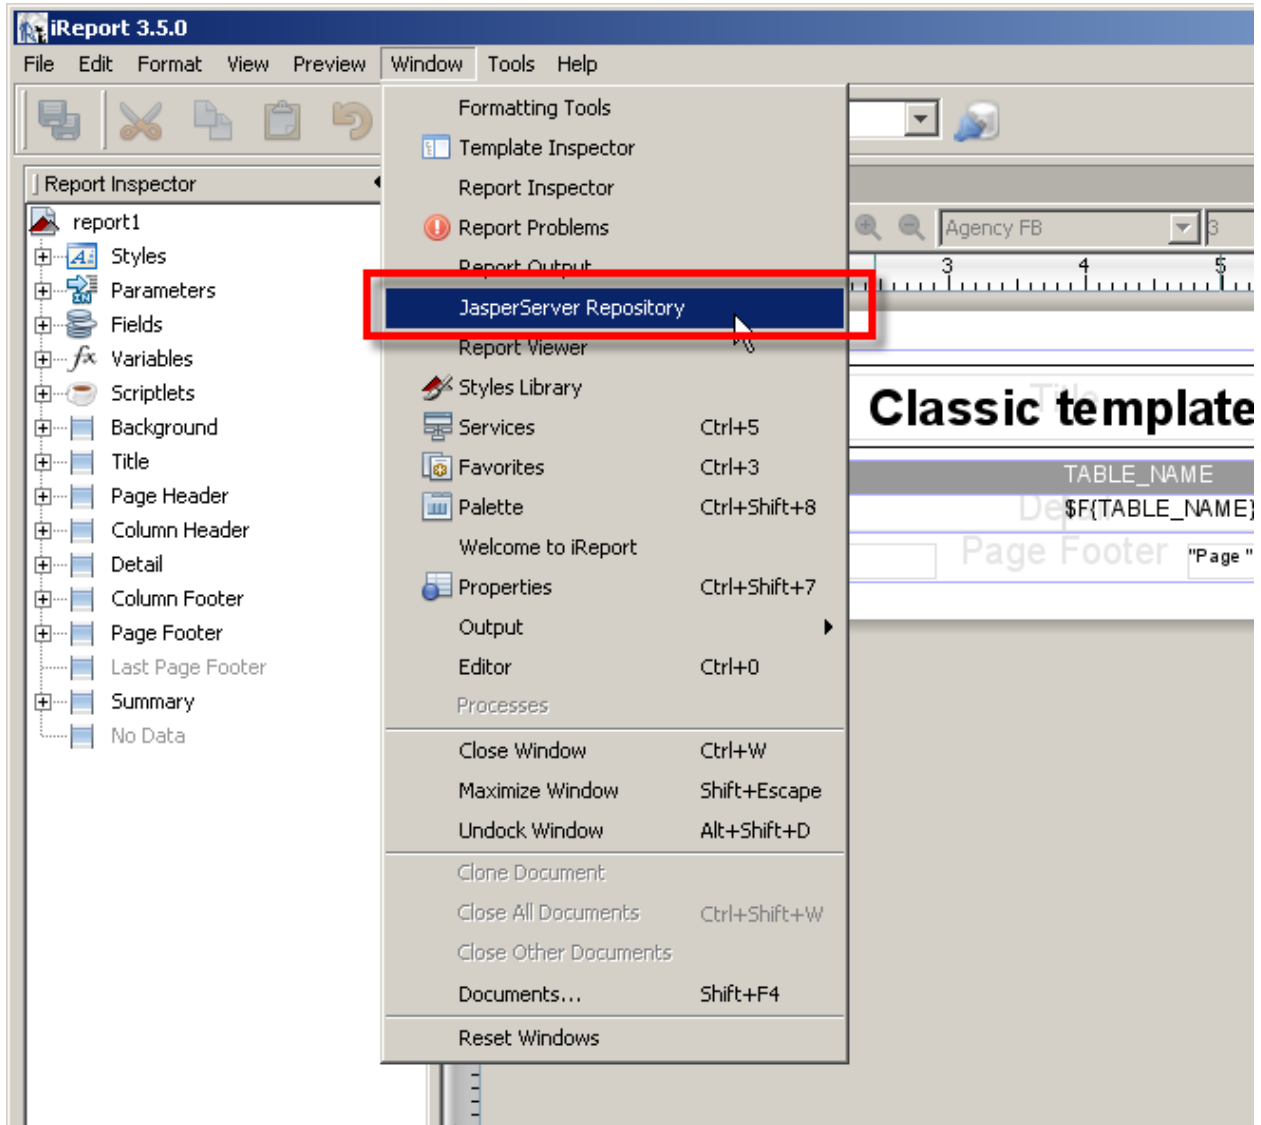 iReport 3.5.0
File Edit Format View Preview Window Tools Help
Formatting Tools
Template Inspector
Report Inspector
Report Problems
Report Output
JasperServer Repository
Report Viewer
Styles Library
Services Ctrl+5
Favorites Ctrl+3
Palette Ctrl+Shift+8
Welcome to iReport
Properties Ctrl+Shift+7
Output
Editor Ctrl+0
Processes
Close Window Ctrl+W
Maximize Window Shift+Escape
Undock Window Alt+Shift+D
Clone Document
Close All Documents Ctrl+Shift+W
Close Other Documents
Documents... Shift+F4
Reset Windows
Report Inspector
report1
Styles
Parameters
Fields
Variables
Scriptlets
Background
Title
Page Header
Column Header
Detail
Column Footer
Page Footer
Last Page Footer
Summary
No Data
Agency FB 3
3 4 5
Title
Classic template
TABLE_NAME
Detail
$F{TABLE_NAME}
Page Footer
"Page "